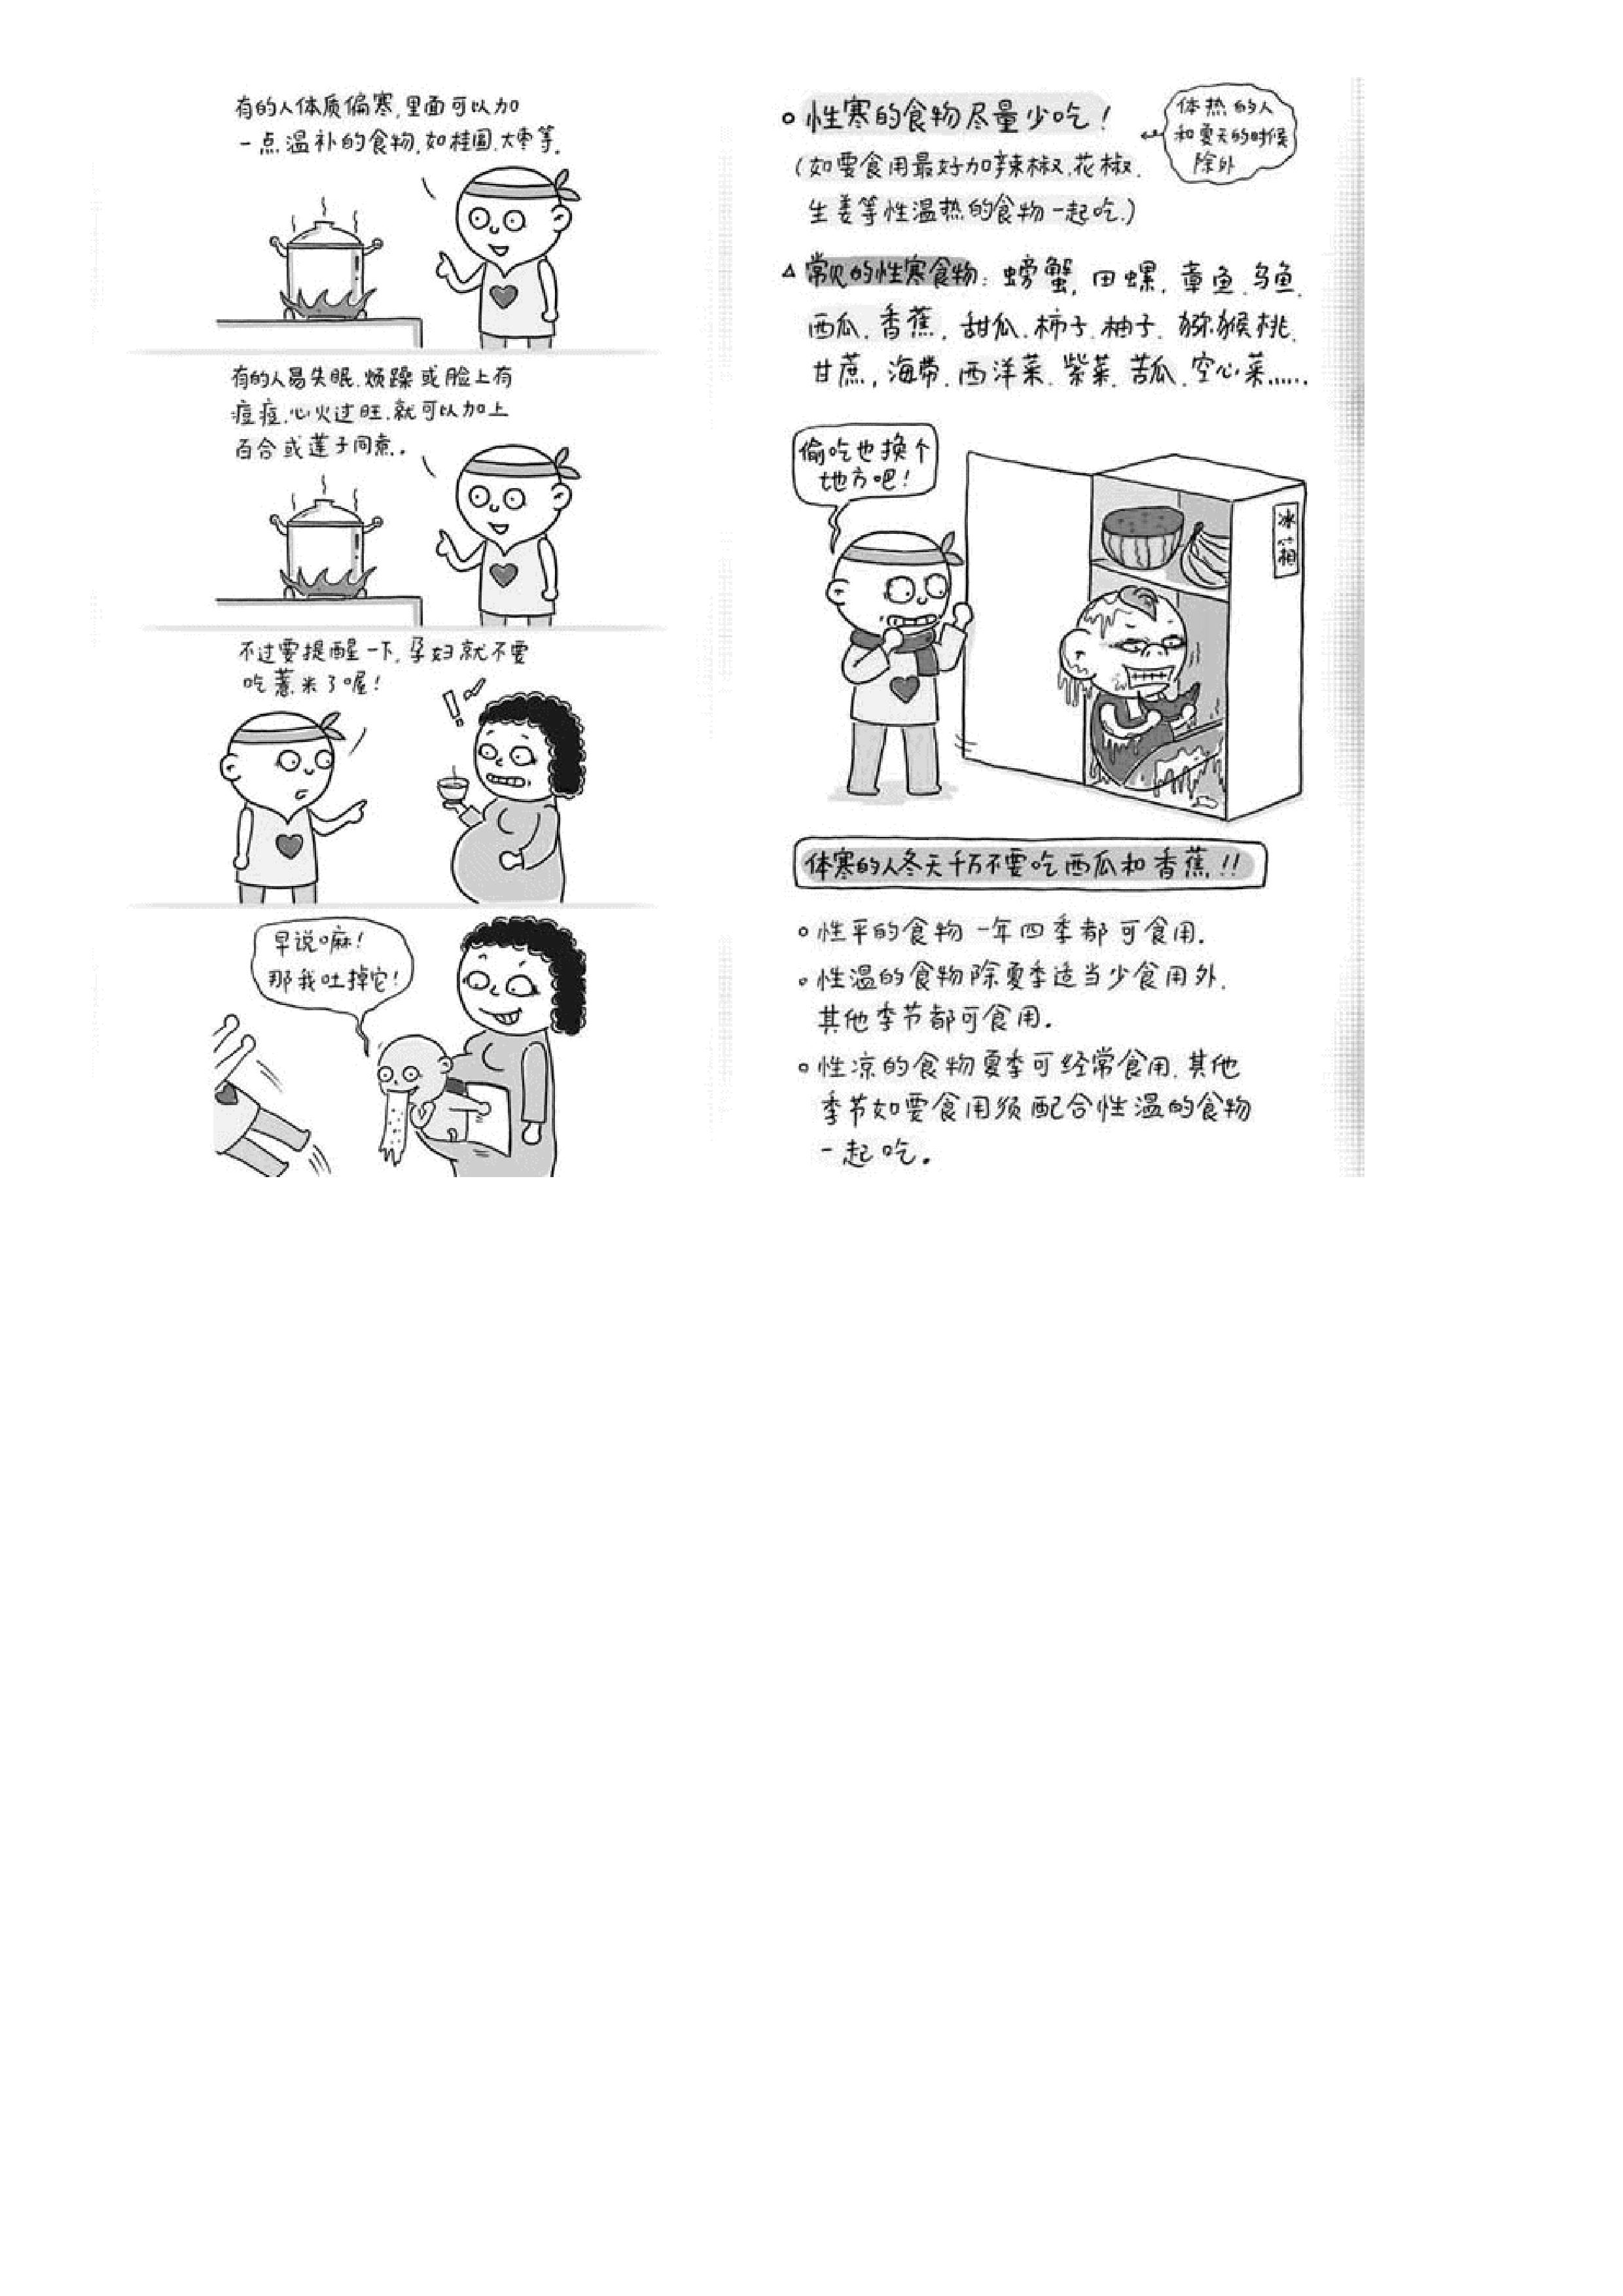 有的人体质偏寒,里面可以加
一点温补的食物,如桂圆、大枣等.
有的人易失眠、烦躁或脸上有
痘痘,心火过旺,就可以加上
百合或莲子同煮.
不过要提醒一下,孕妇就不要
吃薏米了喔!
早说嘛!
那我吐掉它!
性寒的食物尽量少吃!
体热的人
和夏天的时候
除外
(如要食用最好加辣椒、花椒、
生姜等性温热的食物一起吃.)
常见的性寒食物:螃蟹、田螺、章鱼、乌鱼、
西瓜、香蕉、甜瓜、柿子、柚子、猕猴桃、
甘蔗,海带、西洋菜、紫菜、苦瓜、空心菜……
偷吃也换个
地方吧!
冰箱
体寒的人冬天千万不要吃西瓜和香蕉!!
性平的食物一年四季都可食用.
性温的食物除夏季适当少食用外,
其他季节都可食用.
性凉的食物夏季可经常食用,其他
季节如要食用须配合性温的食物
一起吃.